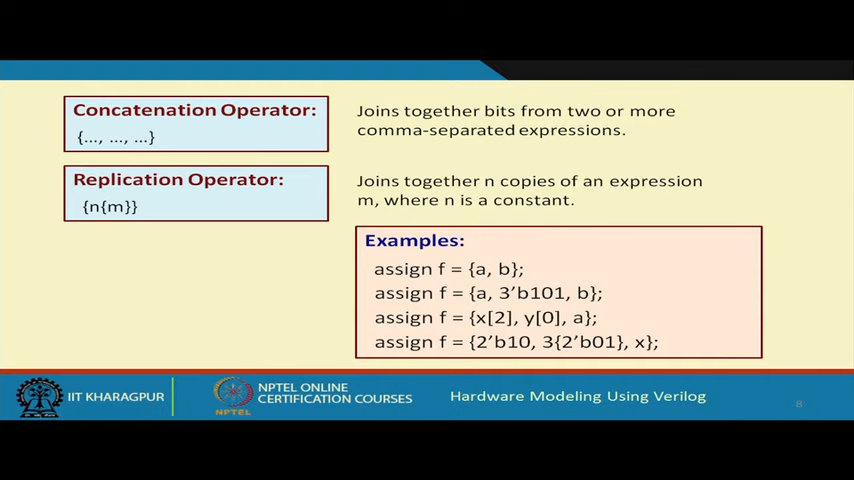 Concatenation Operator:
{..., ..., ...}
Joins together bits from two or more
comma-separated expressions.
Replication Operator:
{n{m}}
Joins together n copies of an expression
m, where n is a constant.
Examples:
assign f = {a, b};
assign f = {a, 3’b101, b};
assign f = {x[2], y[0], a};
assign f = {2’b10, 3{2’b01}, x};
IIT KHARAGPUR
NPTEL
NPTEL ONLINE
CERTIFICATION COURSES
Hardware Modeling Using Verilog
8